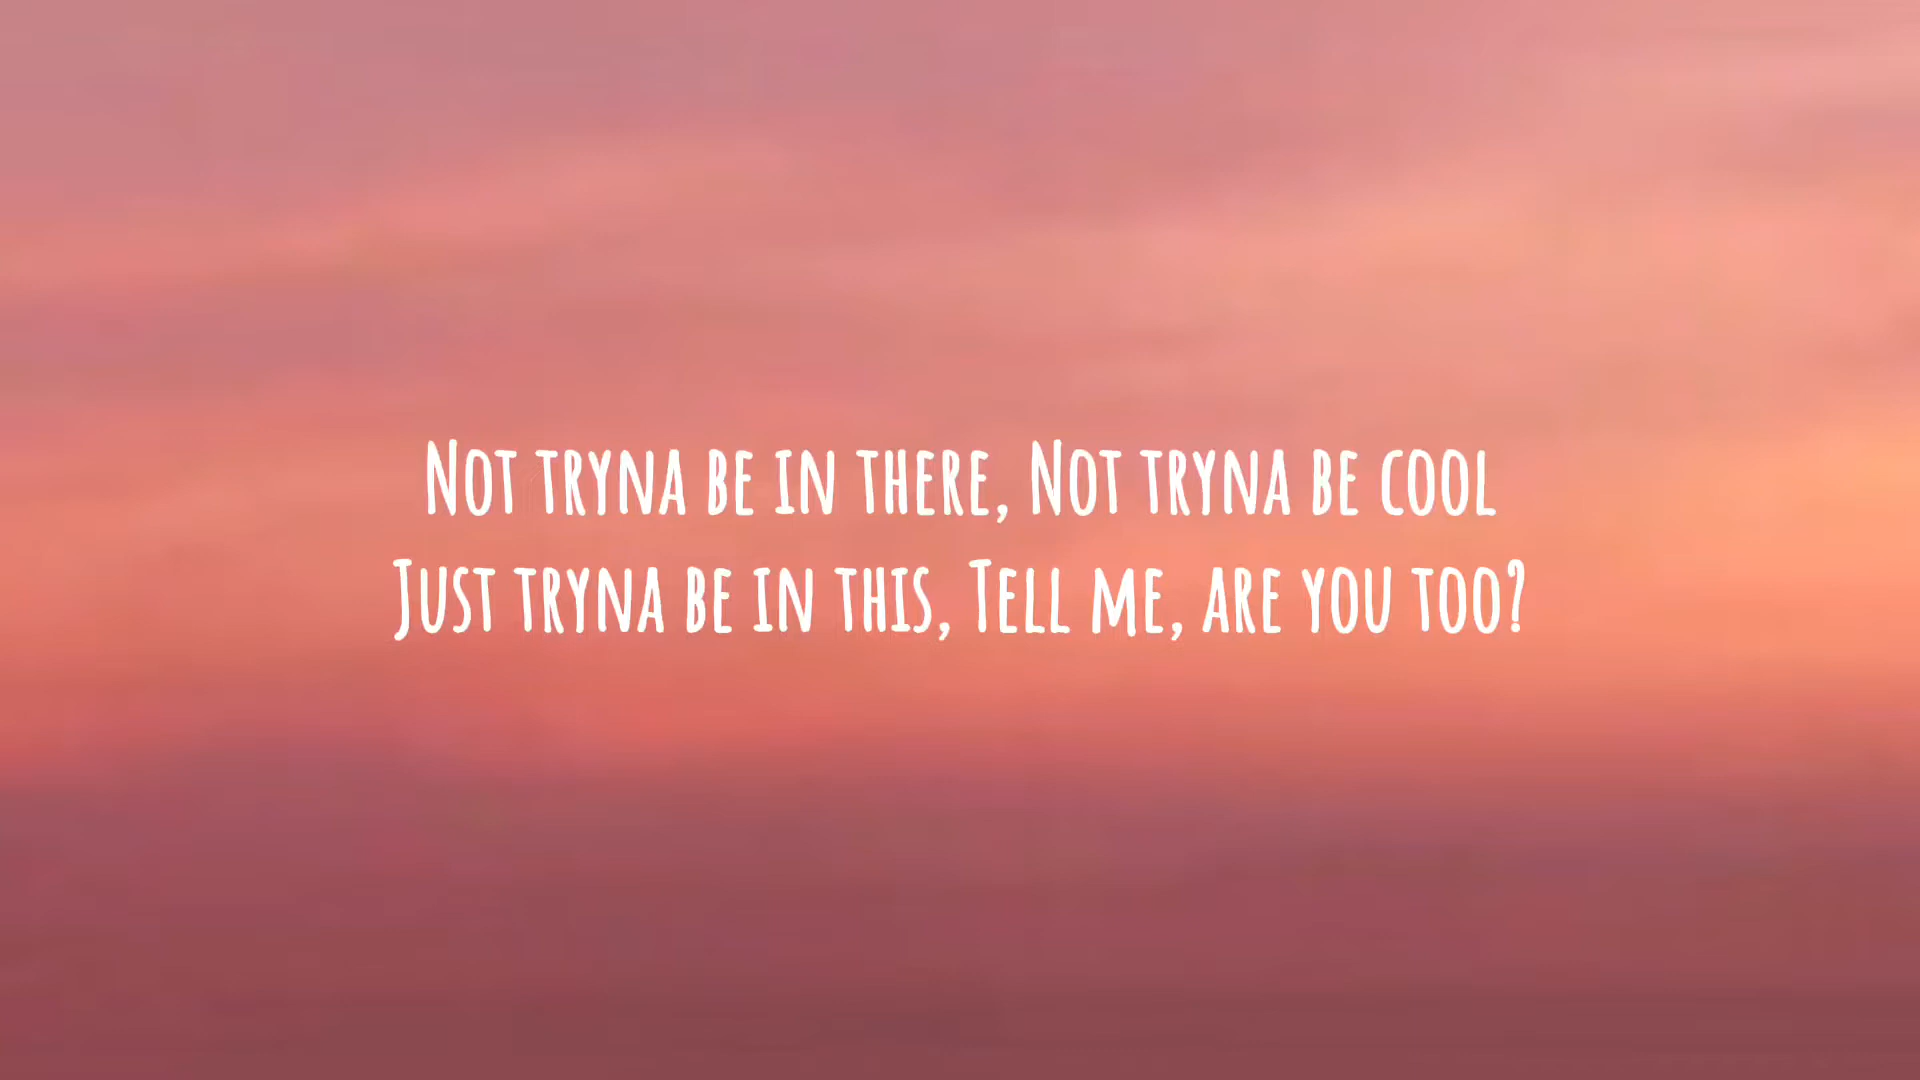 Not tryna be in there, Not tryna be cool
Just tryna be in this, Tell me, are you too?